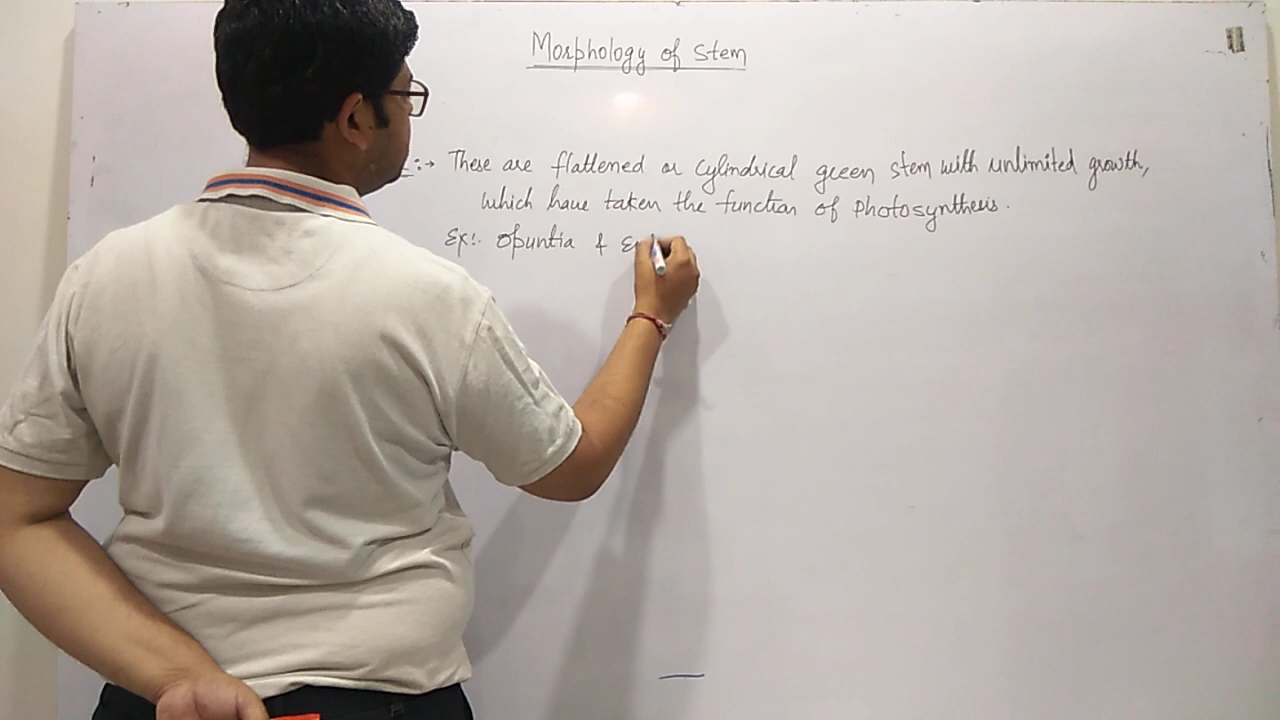 Morphology of Stem
:→ These are flattened or cylindrical green stem with unlimited growth,
which have taken the function of photosynthesis.
Ex:. Opuntia &